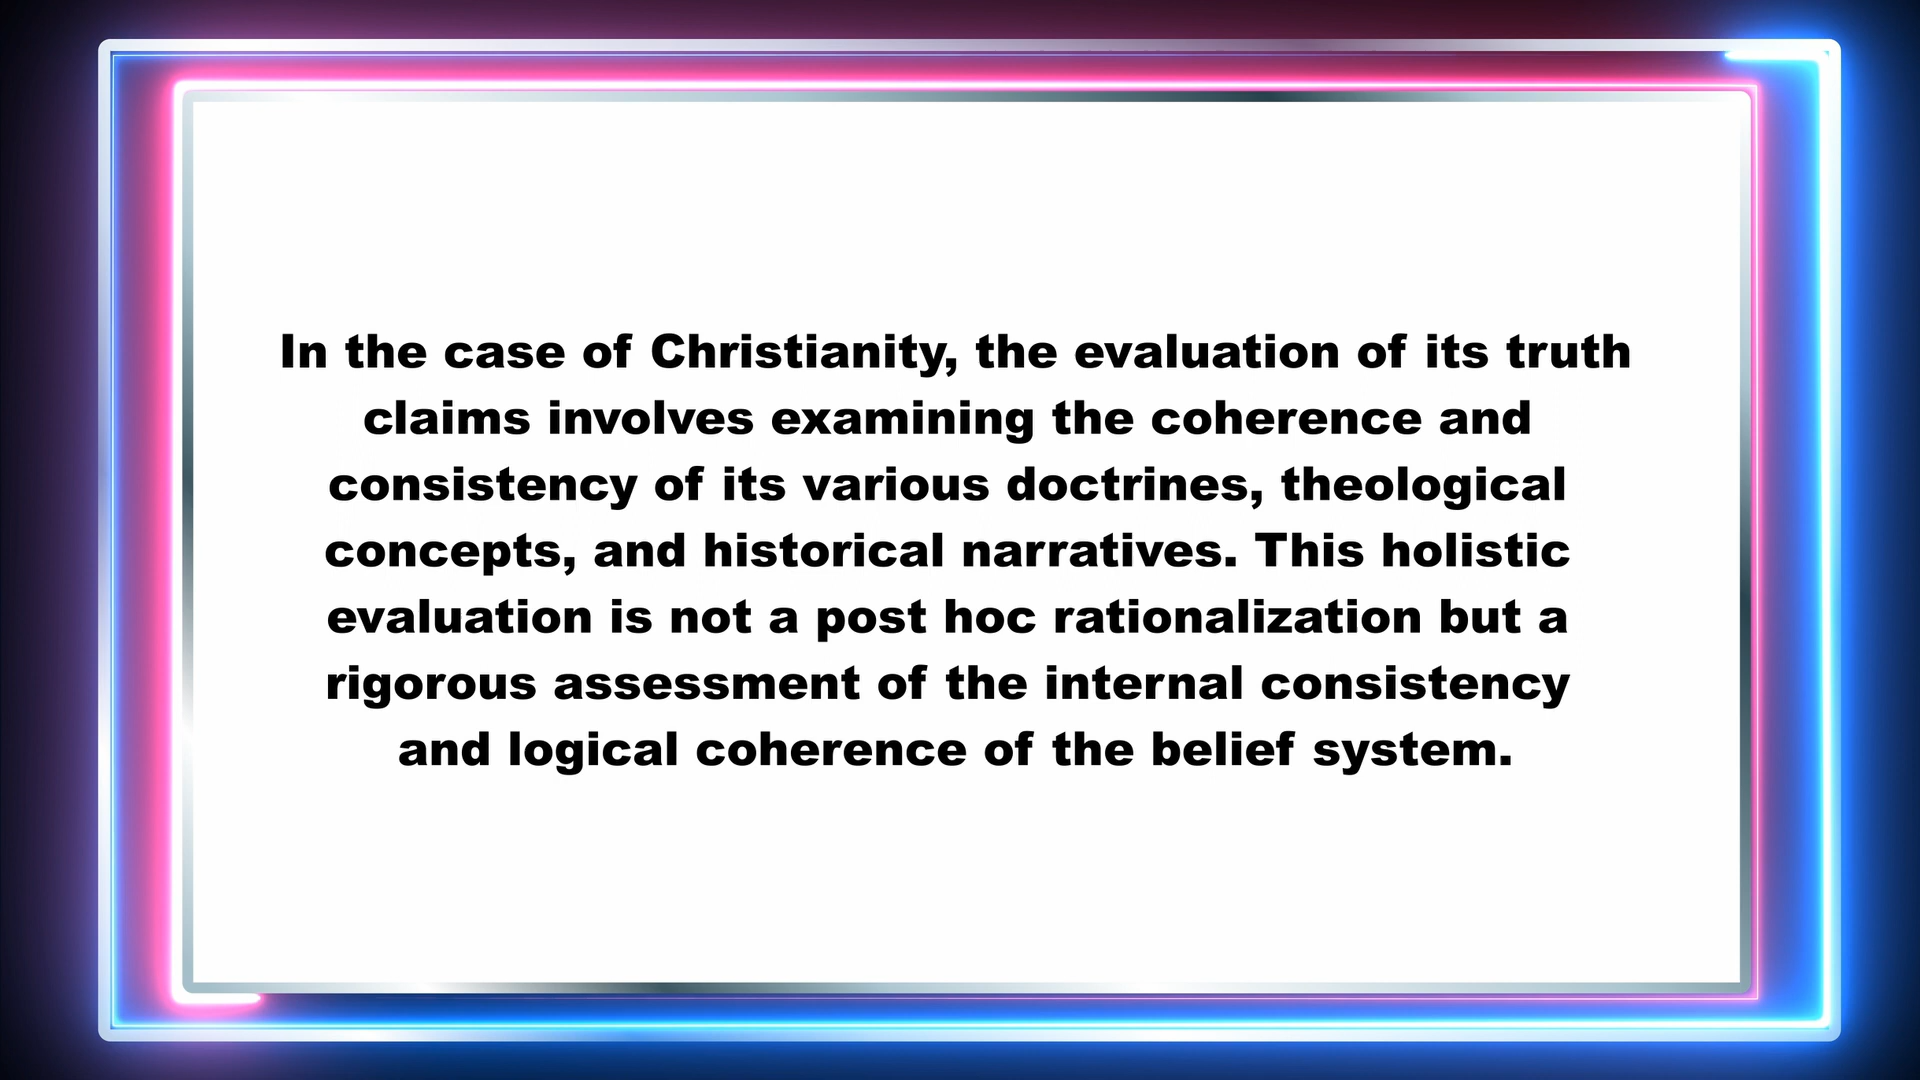 In the case of Christianity, the evaluation of its truth
claims involves examining the coherence and
consistency of its various doctrines, theological
concepts, and historical narratives. This holistic
evaluation is not a post hoc rationalization but a
rigorous assessment of the internal consistency
and logical coherence of the belief system.